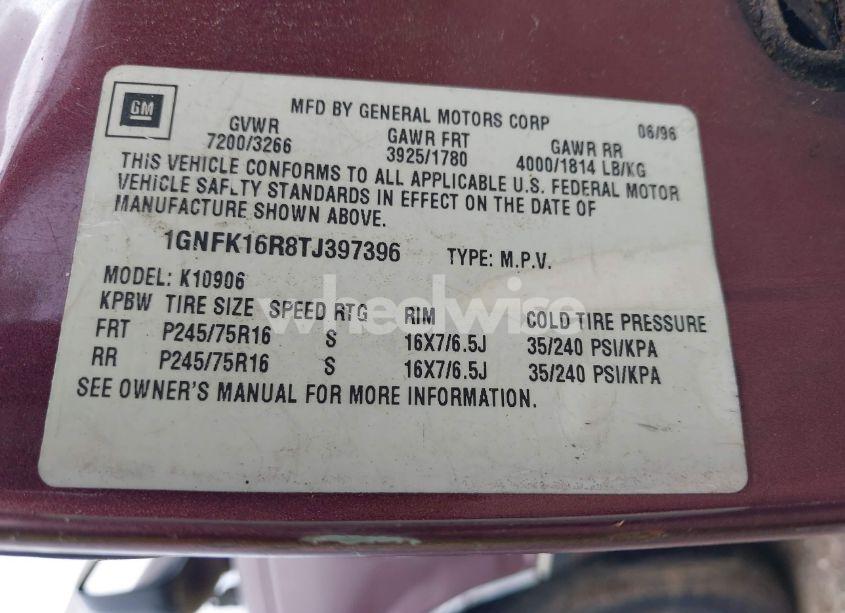 GM
MFD BY GENERAL MOTORS CORP 06/96
GVWR GAWR FRT GAWR RR
7200/3266 3925/1780 4000/1814 LB/KG
THIS VEHICLE CONFORMS TO ALL APPLICABLE U.S. FEDERAL MOTOR
VEHICLE SAFETY STANDARDS IN EFFECT ON THE DATE OF
MANUFACTURE SHOWN ABOVE.
1GNFK16R8TJ397396 TYPE: M.P.V.
MODEL: K10906
KPBW TIRE SIZE SPEED RTG RIM COLD TIRE PRESSURE
FRT P245/75R16 S 16X7/6.5J 35/240 PSI/KPA
RR P245/75R16 S 16X7/6.5J 35/240 PSI/KPA
SEE OWNER'S MANUAL FOR MORE INFORMATION.
wheelwise